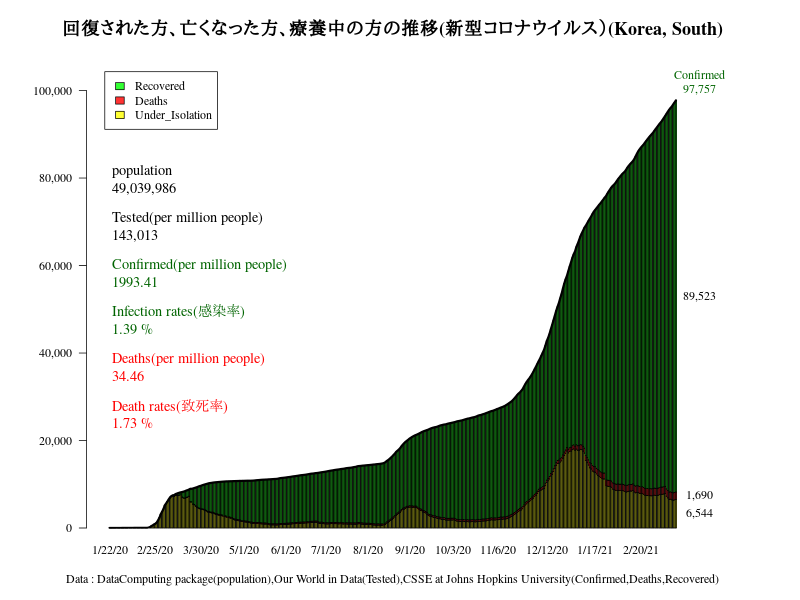 回復された方、亡くなった方、療養中の方の推移(新型コロナウイルス）(Korea, South)
Confirmed
97,757
Recovered
Deaths
Under_Isolation
population
49,039,986
Tested(per million people)
143,013
Confirmed(per million people)
1993.41
Infection rates(感染率)
1.39 %
Deaths(per million people)
34.46
Death rates(致死率)
1.73 %
100,000
80,000
60,000
40,000
20,000
0
89,523
1,690
6,544
1/22/20 2/25/20 3/30/20 5/1/20 6/1/20 7/1/20 8/1/20 9/1/20 10/3/20 11/6/20 12/12/20 1/17/21 2/20/21
Data : DataComputing package(population),Our World in Data(Tested),CSSE at Johns Hopkins University(Confirmed,Deaths,Recovered)